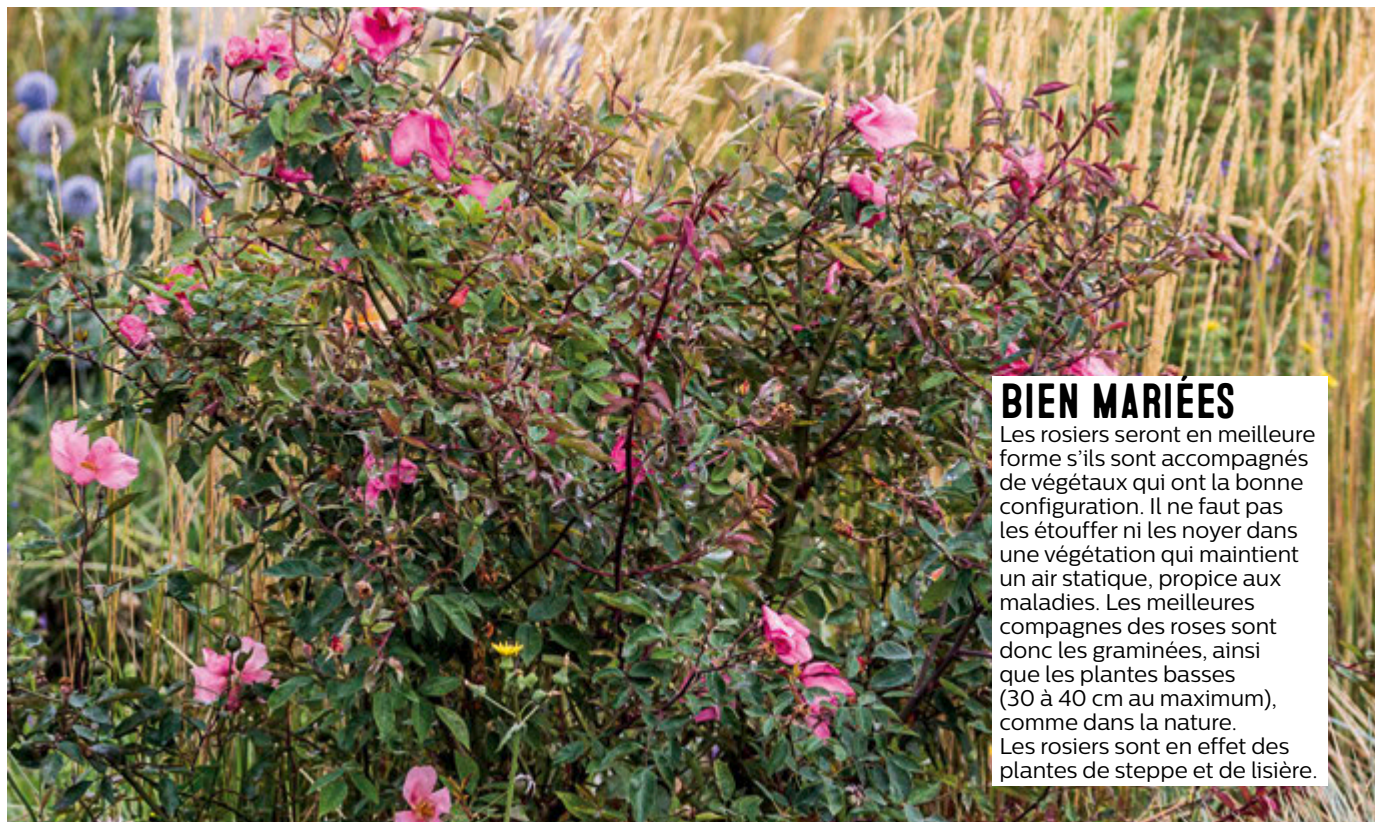 BIEN MARIÉES
Les rosiers seront en meilleure
forme s’ils sont accompagnés
de végétaux qui ont la bonne
configuration. Il ne faut pas
les étouffer ni les noyer dans
une végétation qui maintient
un air statique, propice aux
maladies. Les meilleures
compagnes des roses sont
donc les graminées, ainsi
que les plantes basses
(30 à 40 cm au maximum),
comme dans la nature.
Les rosiers sont en effet des
plantes de steppe et de lisière.